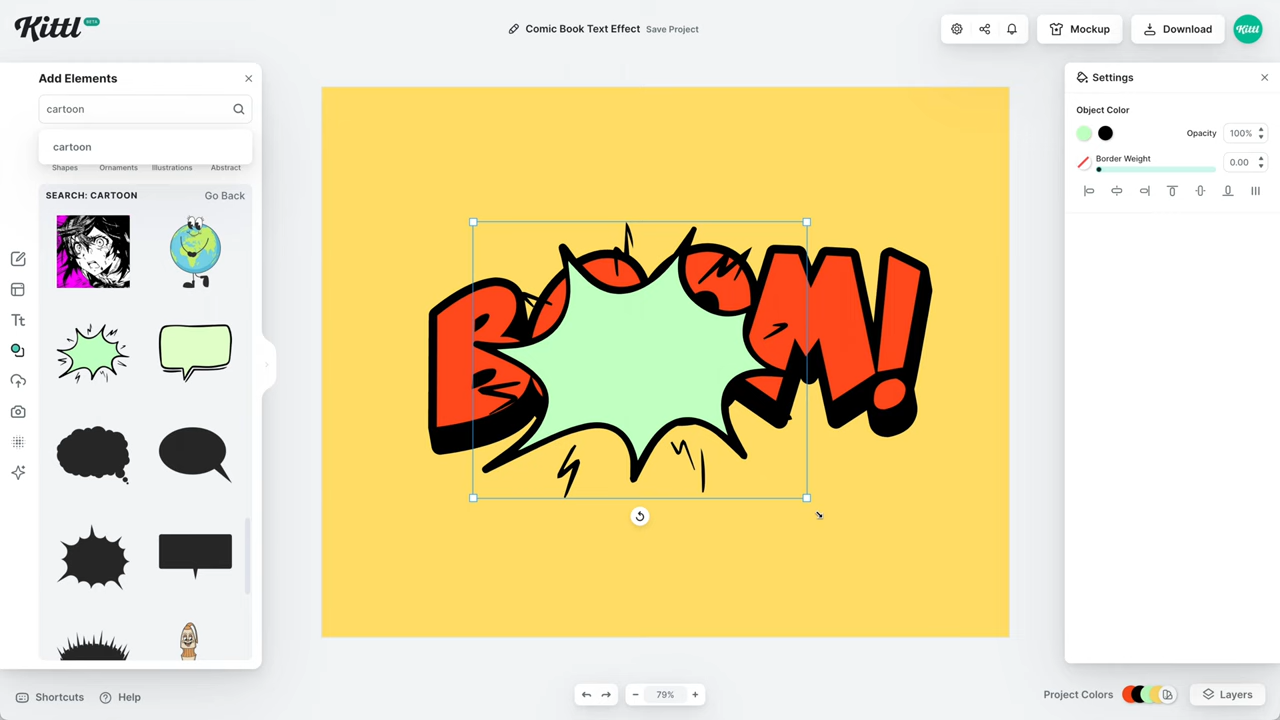 Kittl BETA
Comic Book Text Effect Save Project
Mockup
Download
Kittl
Add Elements
cartoon
cartoon
Shapes Ornaments Illustrations Abstract
SEARCH: CARTOON Go Back
Tt
Settings
Object Color
Opacity 100%
Border Weight 0.00
BOOM!
Shortcuts
Help
79%
Project Colors
Layers